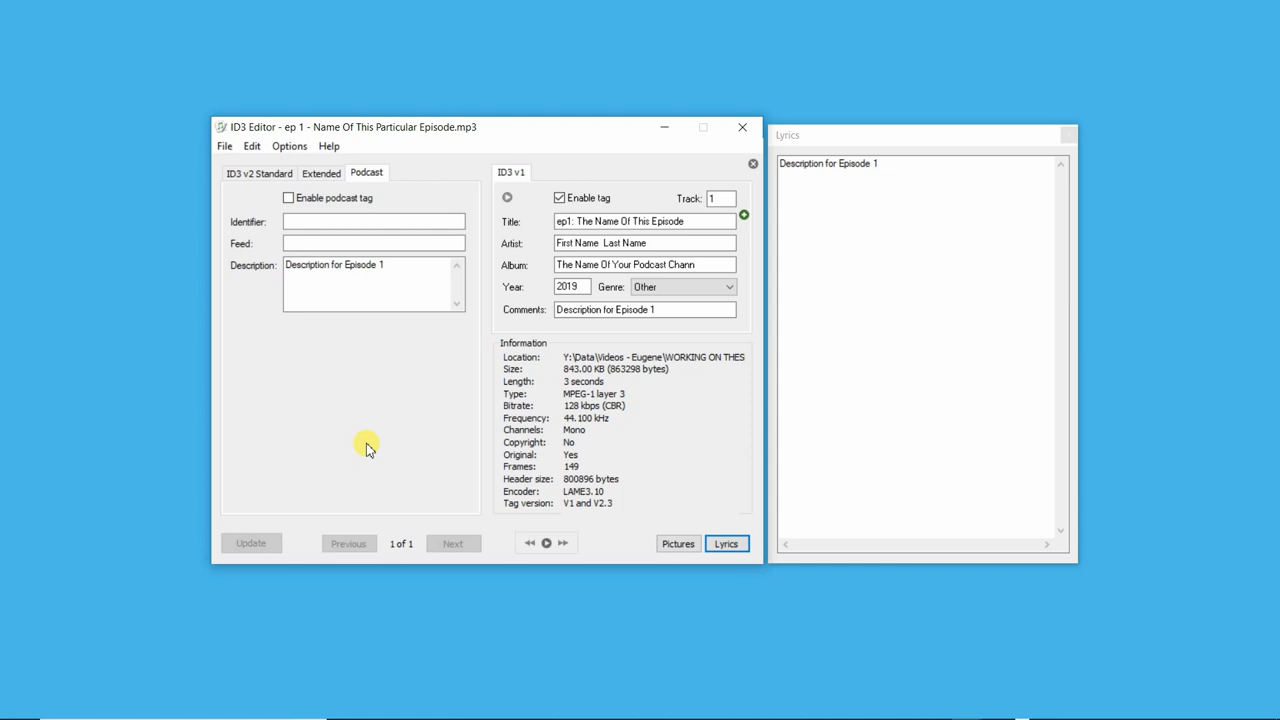 ID3 Editor - ep 1 - Name Of This Particular Episode.mp3
File Edit Options Help
ID3 v2 Standard Extended Podcast
Enable podcast tag
Identifier:
Feed:
Description: Description for Episode 1
ID3 v1
Enable tag Track: 1
Title: ep1: The Name Of This Episode
Artist: First Name  Last Name
Album: The Name Of Your Podcast Chann
Year: 2019 Genre: Other
Comments: Description for Episode 1
Information
Location: Y:\Data\Videos - Eugene\WORKING ON THES
Size: 843.00 KB (863298 bytes)
Length: 3 seconds
Type: MPEG-1 layer 3
Bitrate: 128 kbps (CBR)
Frequency: 44.100 kHz
Channels: Mono
Copyright: No
Original: Yes
Frames: 149
Header size: 800896 bytes
Encoder: LAME3.10
Tag version: V1 and V2.3
Update Previous 1 of 1 Next Pictures Lyrics
Lyrics
Description for Episode 1